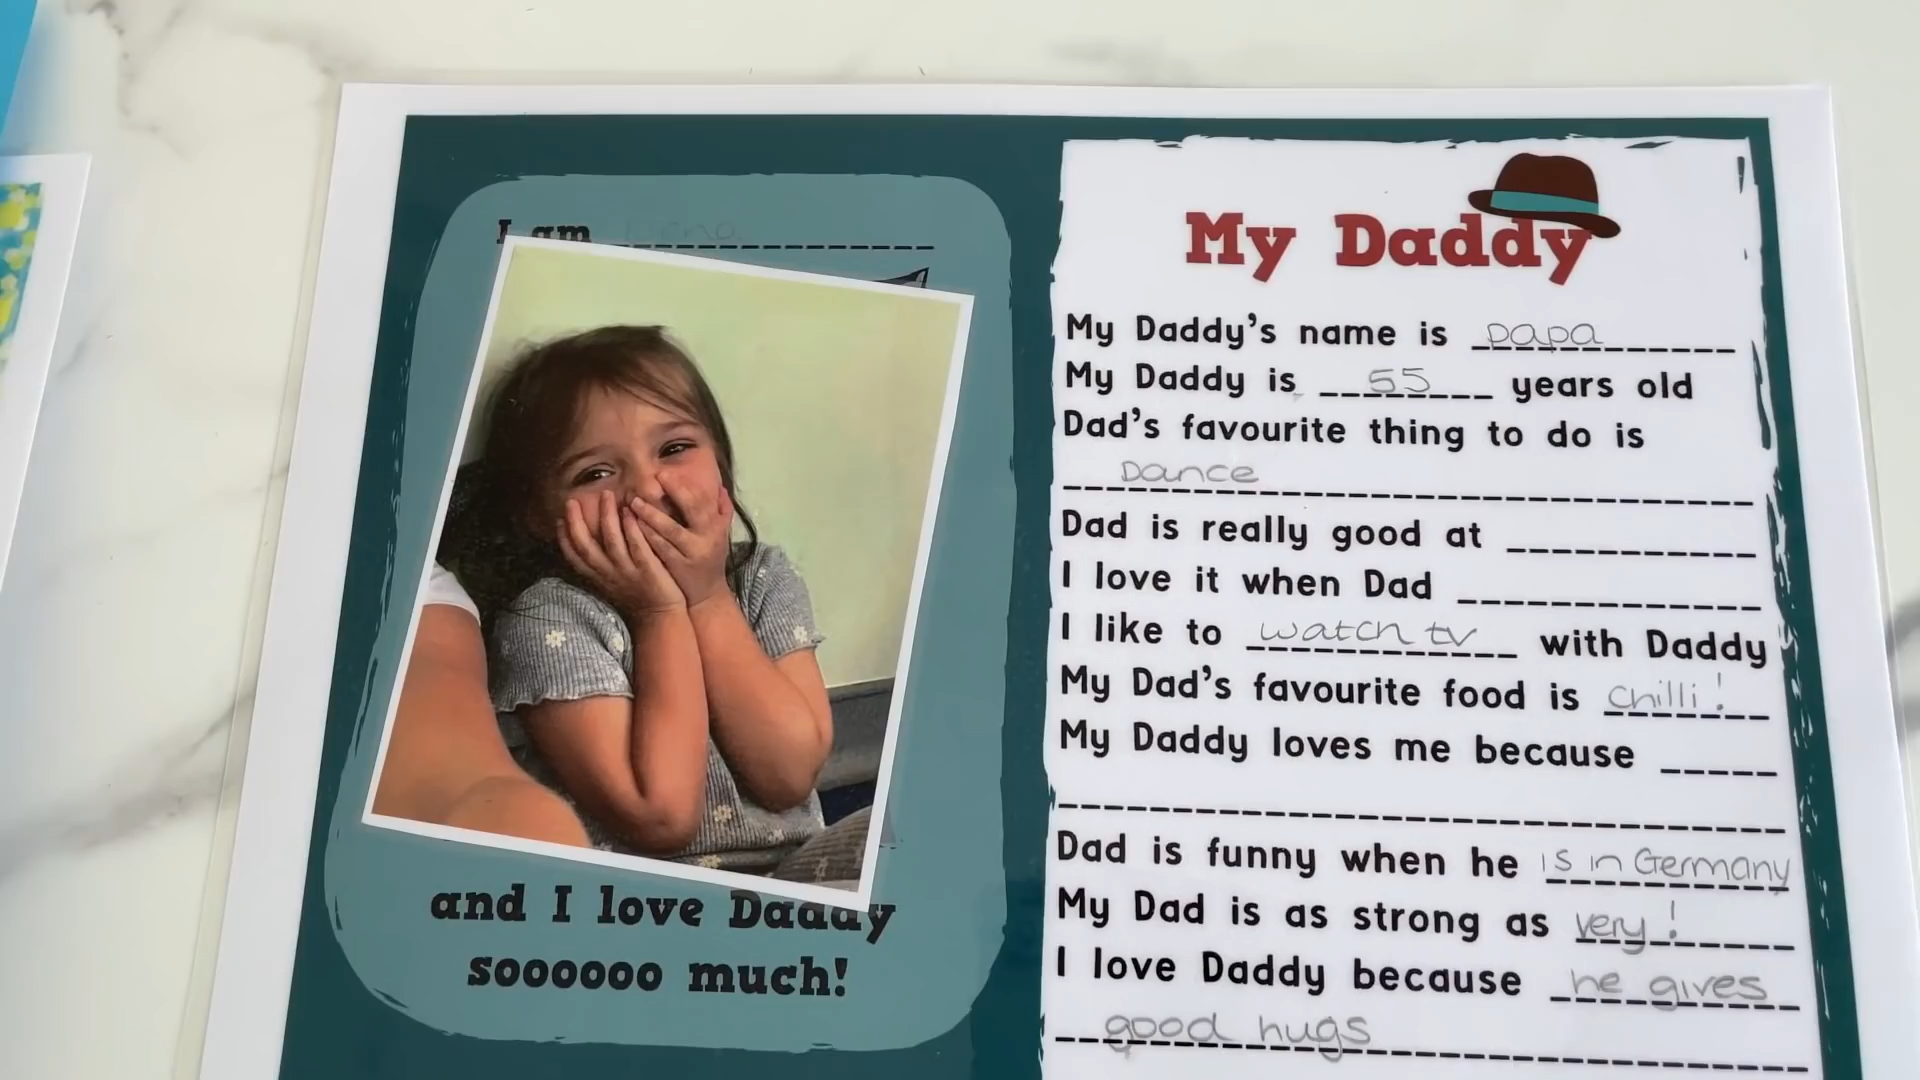 I am
and I love Daddy
soooooo much!
My Daddy
My Daddy's name is papa
My Daddy is 55 years old
Dad's favourite thing to do is
Dance
Dad is really good at
I love it when Dad
I like to watch tv with Daddy
My Dad's favourite food is chilli!
My Daddy loves me because
Dad is funny when he is in Germany
My Dad is as strong as very!
I love Daddy because he gives
good hugs